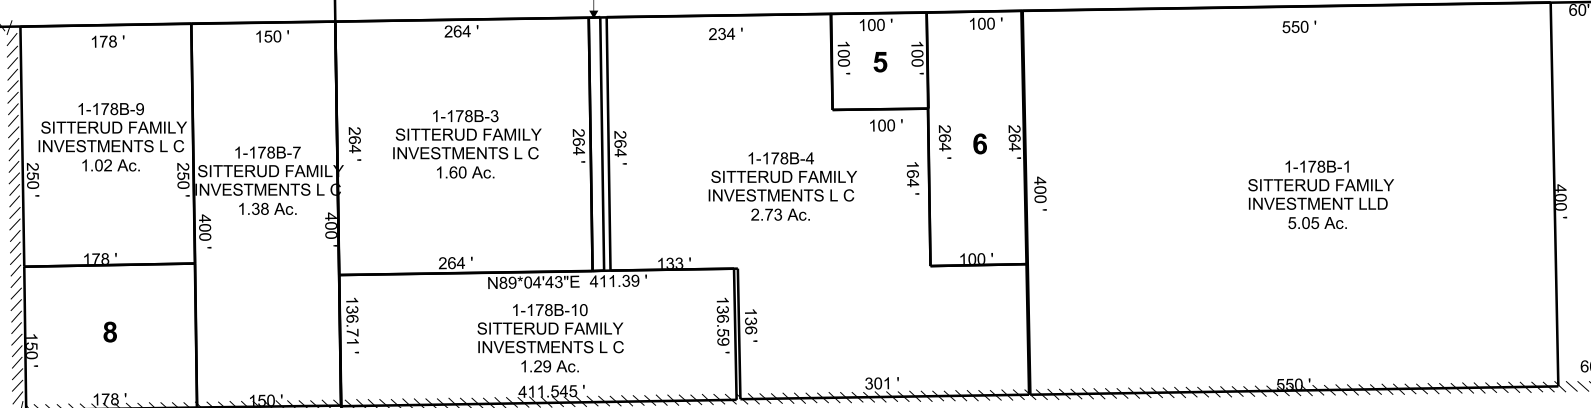 60'
178 '
150 '
264 '
234 '
100 '
100 '
550 '
100 '
100 '
5
1-178B-9
SITTERUD FAMILY
INVESTMENTS L C
1.02 Ac.
250 '
250 '
1-178B-7
SITTERUD FAMILY
INVESTMENTS L C
1.38 Ac.
400 '
400 '
264 '
1-178B-3
SITTERUD FAMILY
INVESTMENTS L C
1.60 Ac.
264 '
264 '
1-178B-4
SITTERUD FAMILY
INVESTMENTS L C
2.73 Ac.
100 '
164 '
264 '
6
264 '
400 '
1-178B-1
SITTERUD FAMILY
INVESTMENT LLD
5.05 Ac.
400 '
178 '
264 '
133 '
100 '
N89*04'43"E 411.39 '
8
150 '
136.71 '
1-178B-10
SITTERUD FAMILY
INVESTMENTS L C
1.29 Ac.
136.59 '
136 '
178 '
150 '
411.545 '
301 '
550 '